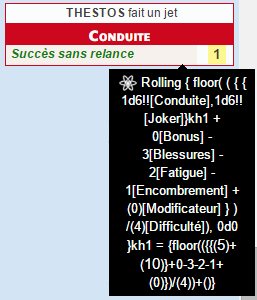 THESTOS fait un jet
CONDUITE
Succès sans relance 1
Rolling { floor( ( { {
1d6!![Conduite],1d6!!
[Joker]}kh1 +
0[Bonus] -
3[Blessures] -
2[Fatigue] -
1[Encombrement] +
(0)[Modificateur] } )
/(4)[Difficulté]), 0d0
}kh1 = {floor(({{(5)+
(10)}+0-3-2-1+
(0)})/(4))+()}